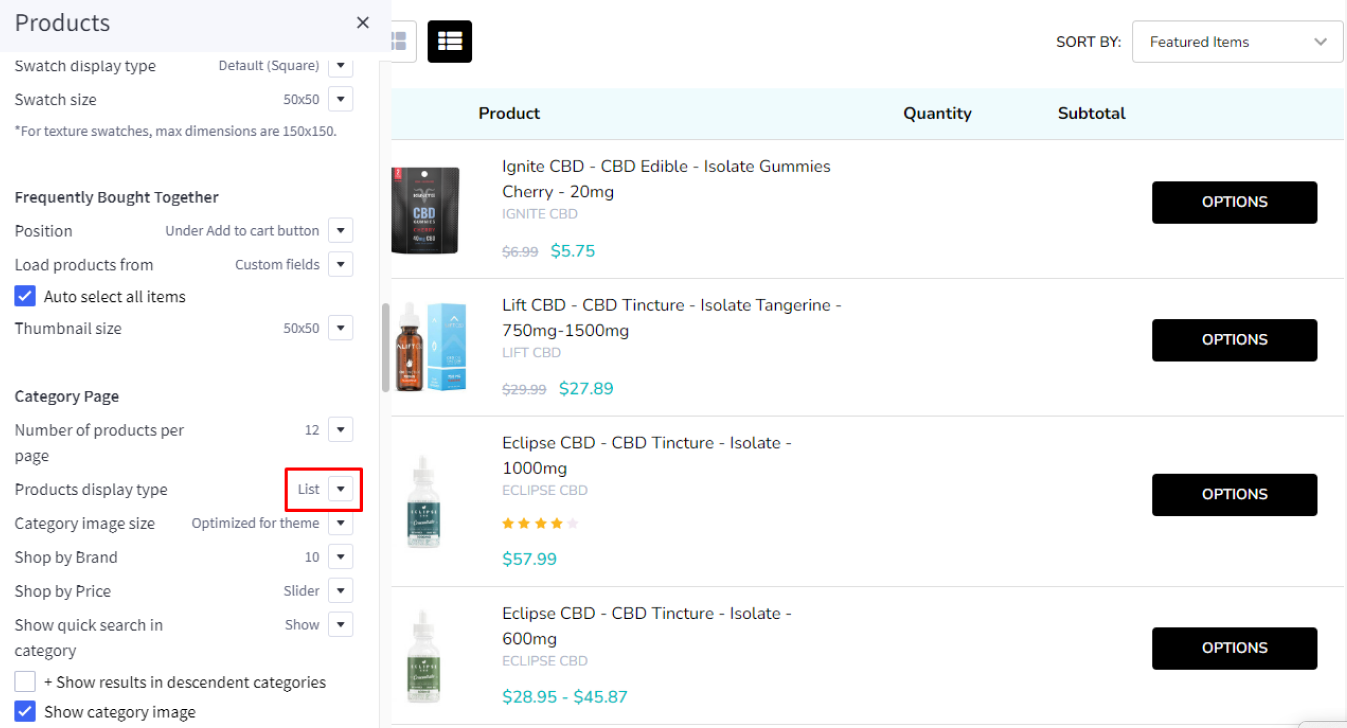 Products
Swatch display type Default (Square)
Swatch size 50x50
*For texture swatches, max dimensions are 150x150.
Frequently Bought Together
Position Under Add to cart button
Load products from Custom fields
Auto select all items
Thumbnail size 50x50
Category Page
Number of products per 12
page
Products display type List
Category image size Optimized for theme
Shop by Brand 10
Shop by Price Slider
Show quick search in Show
category
+ Show results in descendent categories
Show category image
SORT BY: Featured Items
Product Quantity Subtotal
Ignite CBD - CBD Edible - Isolate Gummies
Cherry - 20mg
IGNITE CBD
$6.99 $5.75
OPTIONS
CBD
Lift CBD - CBD Tincture - Isolate Tangerine -
750mg-1500mg
LIFT CBD
$29.99 $27.89
OPTIONS
Eclipse CBD - CBD Tincture - Isolate -
1000mg
ECLIPSE CBD
$57.99
OPTIONS
ECLIPSE
Eclipse CBD - CBD Tincture - Isolate -
600mg
ECLIPSE CBD
$28.95 - $45.87
OPTIONS
ECLIPSE